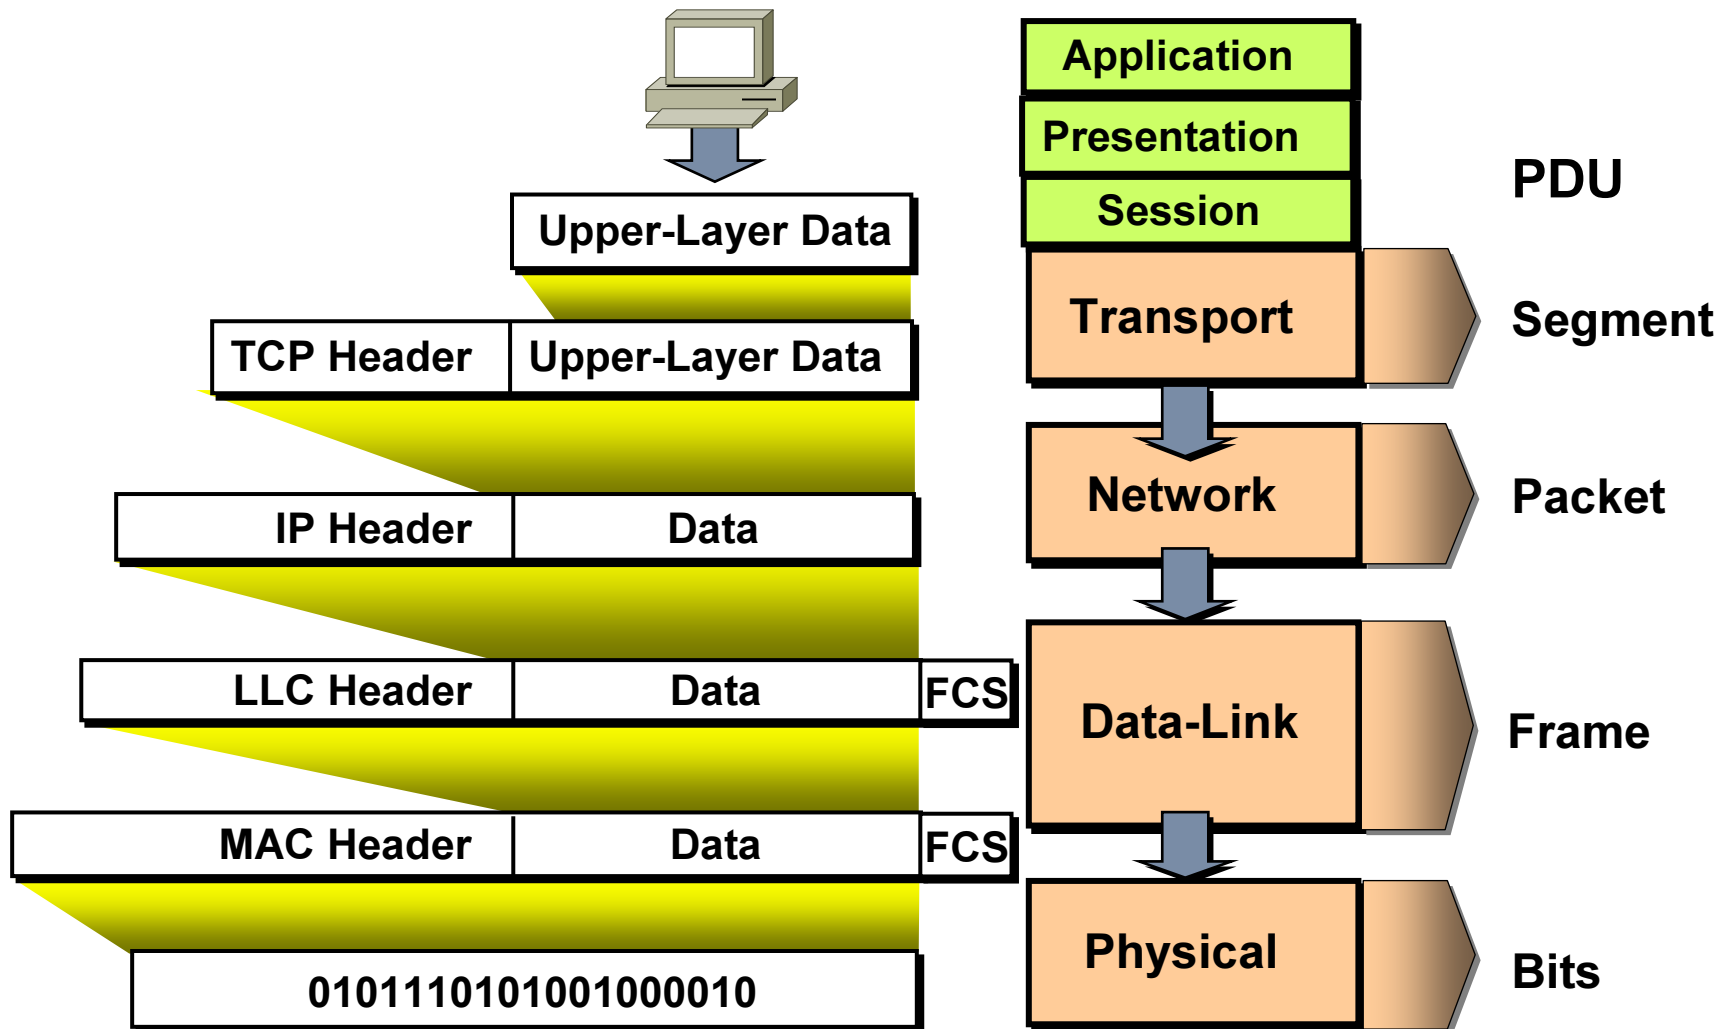 Application
Presentation
PDU
Session
Upper-Layer Data
Transport
Segment
TCP Header
Upper-Layer Data
Network
Packet
IP Header
Data
LLC Header
Data
FCS
Data-Link
Frame
MAC Header
Data
FCS
Physical
Bits
0101110101001000010